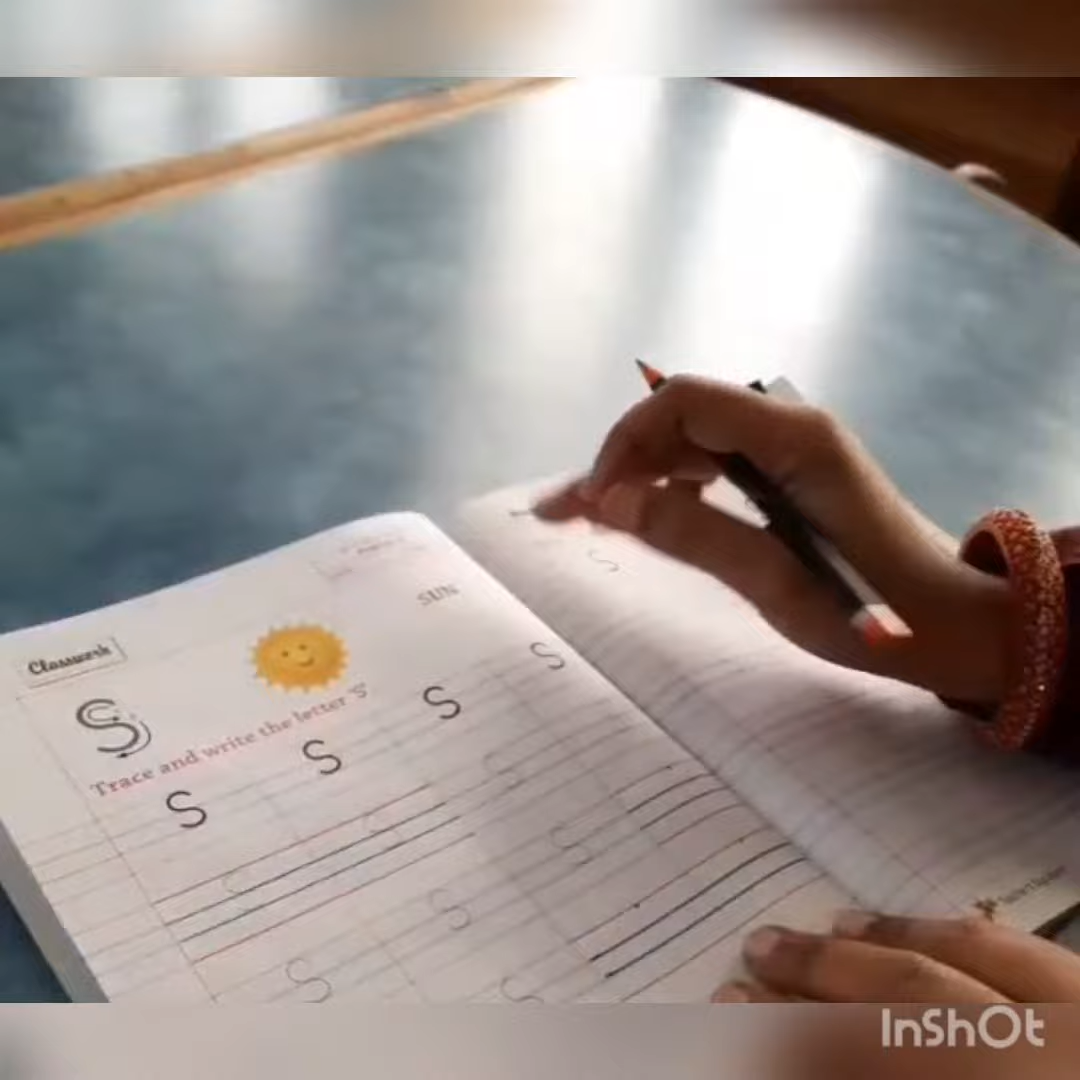 Classwork
SUN
S
Trace and write the letter 'S'
S S S S
S S S
S S
S S
S
InShOt